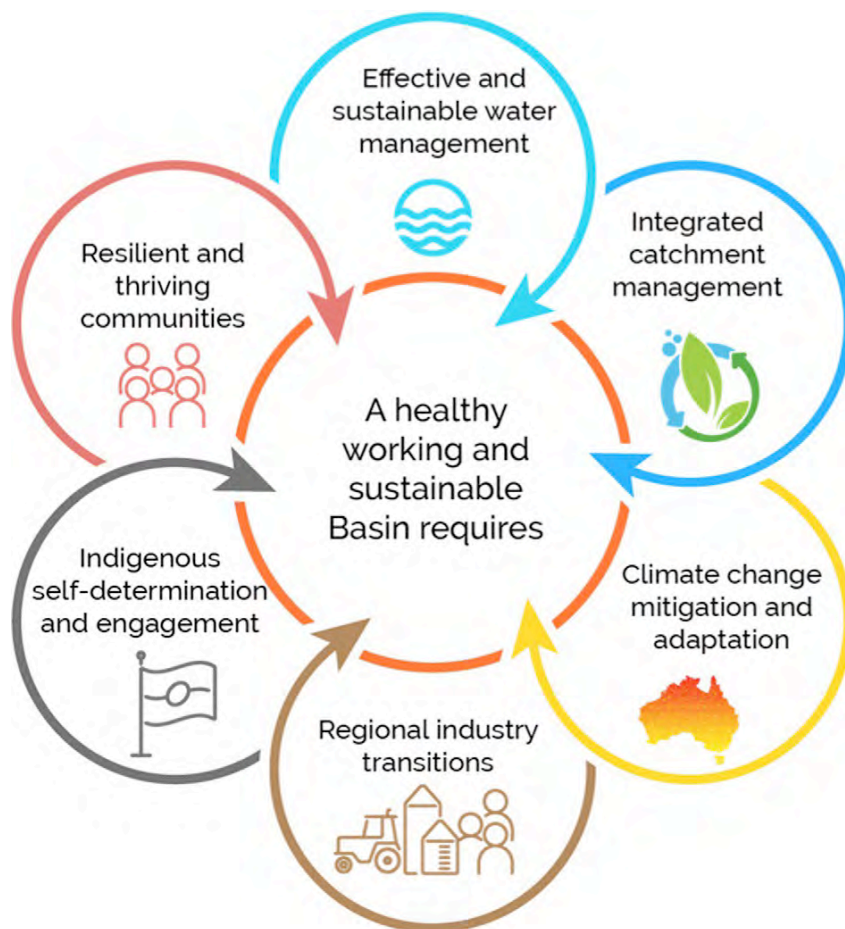 Effective and
sustainable water
management
Integrated
catchment
management
Climate change
mitigation and
adaptation
Regional industry
transitions
Indigenous
self-determination
and engagement
Resilient and
thriving
communities
A healthy
working and
sustainable
Basin requires